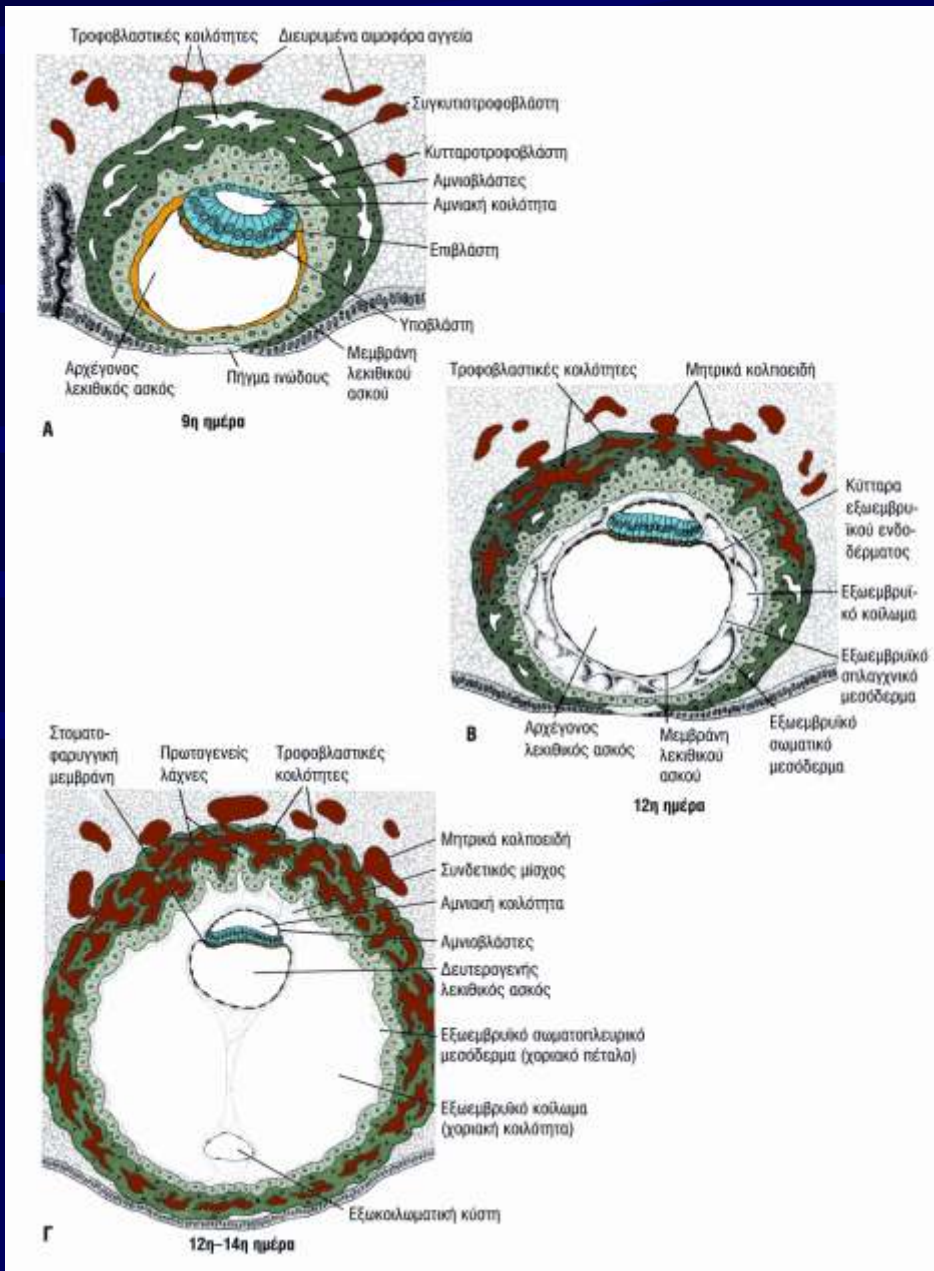 Τροφοβλαστικές κοιλότητες
Διευρυμένα αιμοφόρα αγγεία
Συγκυτιοτροφοβλάστη
Κυτταροτροφοβλάστη
Αμνιοβλάστες
Αμνιακή κοιλότητα
Επιβλάστη
Υποβλάστη
Μεμβράνη
λεκιθικού
ασκού
Πήγμα ινώδους
Αρχέγονος
λεκιθικός ασκός
Α
9η ημέρα
Τροφοβλαστικές κοιλότητες
Μητρικά κολποειδή
Κύτταρα
εξωεμβρυ-
ϊκού ενδο-
δέρματος
Εξωεμβρυϊ-
κό κοίλωμα
Εξωεμβρυϊκό
σπλαγχνικό
μεσόδερμα
Εξωεμβρυϊκό
σωματικό
μεσόδερμα
Μεμβράνη
λεκιθικού
ασκού
Αρχέγονος
λεκιθικός ασκός
Β
12η ημέρα
Στοματο-
φαρυγγική
μεμβράνη
Πρωτογενείς
λάχνες
Τροφοβλαστικές
κοιλότητες
Μητρικά κολποειδή
Συνδετικός μίσχος
Αμνιακή κοιλότητα
Αμνιοβλάστες
Δευτερογενής
λεκιθικός ασκός
Εξωεμβρυϊκό σωματοπλευρικό
μεσόδερμα (χοριακό πέταλο)
Εξωεμβρυϊκό κοίλωμα
(χοριακή κοιλότητα)
Εξωκοιλωματική κύστη
Γ
12η–14η ημέρα